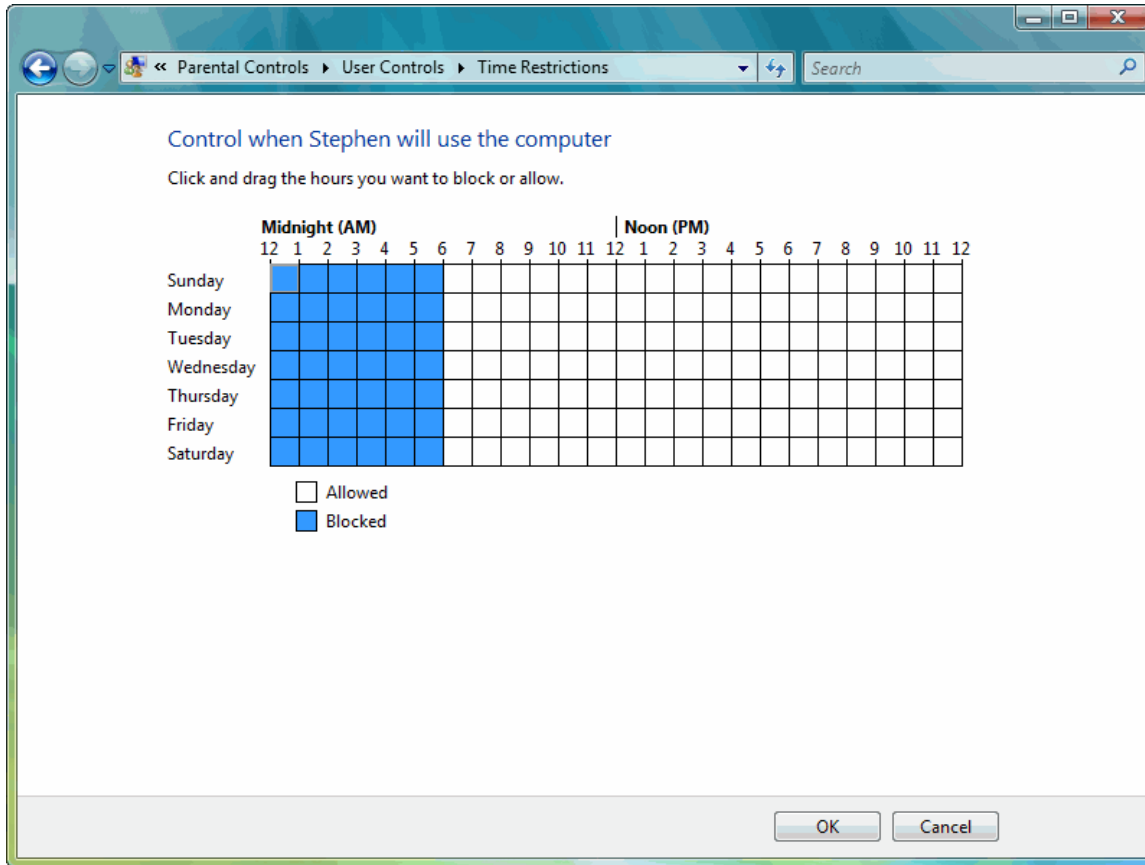 « Parental Controls ▸ User Controls ▸ Time Restrictions Search
Control when Stephen will use the computer
Click and drag the hours you want to block or allow.
Midnight (AM) Noon (PM)
12 1 2 3 4 5 6 7 8 9 10 11 12 1 2 3 4 5 6 7 8 9 10 11 12
Sunday
Monday
Tuesday
Wednesday
Thursday
Friday
Saturday
Allowed
Blocked
OK Cancel